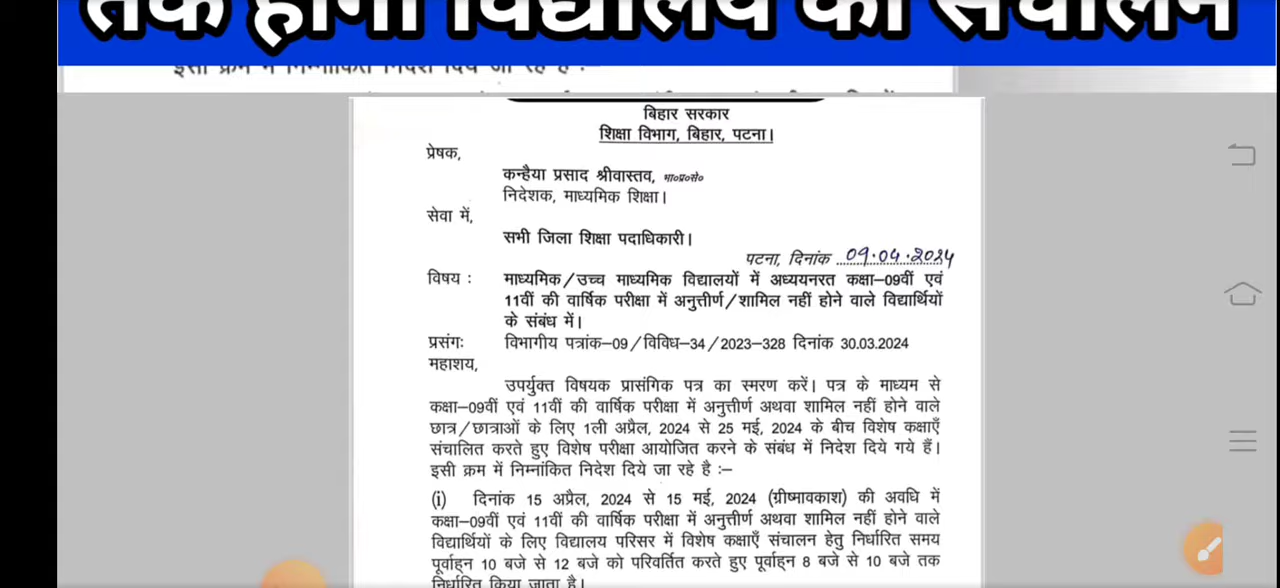 तक होगा विद्यालय का संचालन
इसी क्रम में निम्नांकित निदेश दिये जा रहे है :-
बिहार सरकार
शिक्षा विभाग, बिहार, पटना।
प्रेषक,
कन्हैया प्रसाद श्रीवास्तव, भा०प्र०से०
निदेशक, माध्यमिक शिक्षा।
सेवा में,
सभी जिला शिक्षा पदाधिकारी।
पटना, दिनांक 09.04.2024
विषय : माध्यमिक/उच्च माध्यमिक विद्यालयों में अध्ययनरत कक्षा-09वीं एवं
11वीं की वार्षिक परीक्षा में अनुत्तीर्ण/शामिल नहीं होने वाले विद्यार्थियों
के संबंध में।
प्रसंगः विभागीय पत्रांक-09/विविध-34/2023-328 दिनांक 30.03.2024
महाशय,
उपर्युक्त विषयक प्रासंगिक पत्र का स्मरण करें। पत्र के माध्यम से
कक्षा-09वीं एवं 11वीं की वार्षिक परीक्षा में अनुत्तीर्ण अथवा शामिल नहीं होने वाले
छात्र/छात्राओं के लिए 1ली अप्रैल, 2024 से 25 मई, 2024 के बीच विशेष कक्षाएँ
संचालित करते हुए विशेष परीक्षा आयोजित करने के संबंध में निदेश दिये गये हैं।
इसी क्रम में निम्नांकित निदेश दिये जा रहे है :-
(i) दिनांक 15 अप्रैल, 2024 से 15 मई, 2024 (ग्रीष्मावकाश) की अवधि में
कक्षा-09वीं एवं 11वीं की वार्षिक परीक्षा में अनुत्तीर्ण अथवा शामिल नहीं होने वाले
विद्यार्थियों के लिए विद्यालय परिसर में विशेष कक्षाएँ संचालन हेतु निर्धारित समय
पूर्वाह्न 10 बजे से 12 बजे को परिवर्तित करते हुए पूर्वाह्न 8 बजे से 10 बजे तक
निर्धारित किया जाता है।